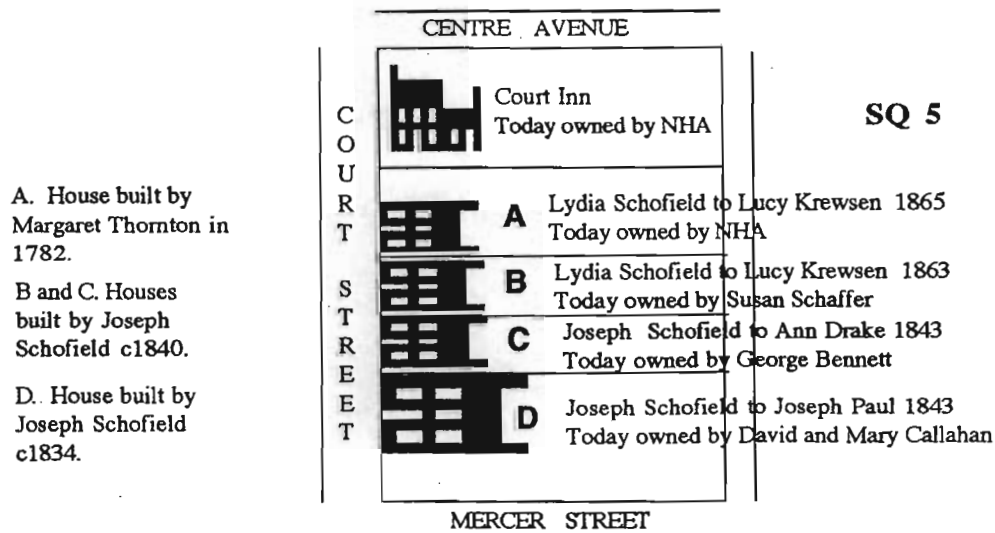 CENTRE AVENUE
Court Inn
Today owned by NHA
SQ 5
COURT STREET
A. House built by
Margaret Thornton in
1782.
B and C. Houses
built by Joseph
Schofield c1840.
D. House built by
Joseph Schofield
c1834.
A
Lydia Schofield to Lucy Krewsen 1865
Today owned by NHA
B
Lydia Schofield to Lucy Krewsen 1863
Today owned by Susan Schaffer
C
Joseph Schofield to Ann Drake 1843
Today owned by George Bennett
D
Joseph Schofield to Joseph Paul 1843
Today owned by David and Mary Callahan
MERCER STREET